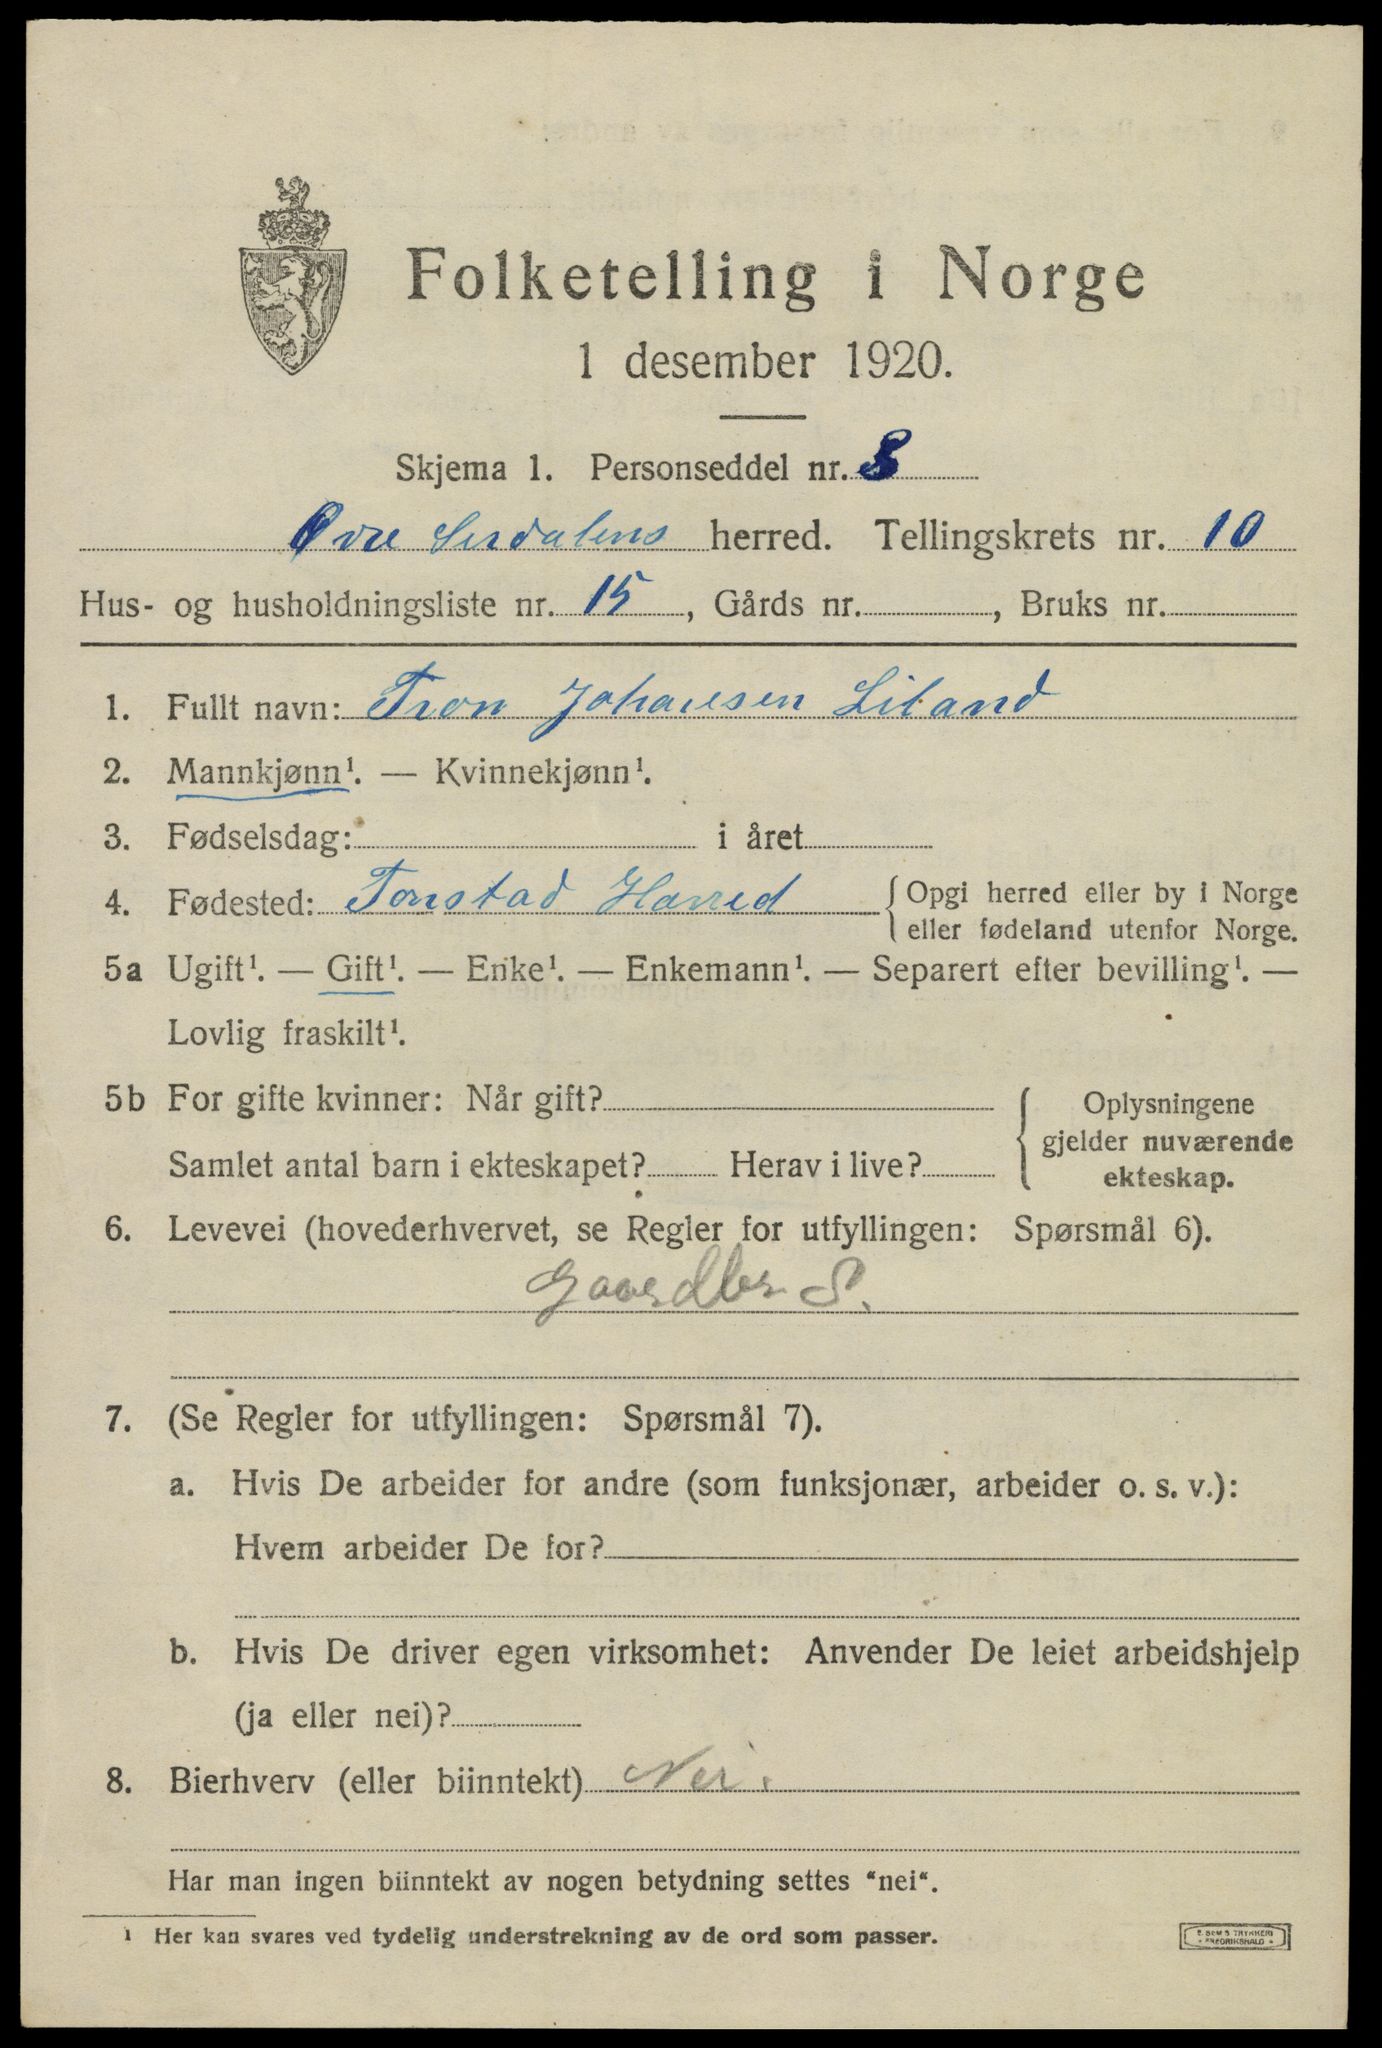 Folketelling i Norge
1 desember 1920.
Skjema 1. Personseddel nr. 3
Øvre Sirdalens herred. Tellingskrets nr. 10
Hus- og husholdningsliste nr. 15, Gårds nr. , Bruks nr.
1. Fullt navn: Tron Johansen Liland
2. Mannkjønn¹. — Kvinnekjønn¹.
3. Fødselsdag: i året
4. Fødested: Tonstad Herred {Opgi herred eller by i Norge
eller fødeland utenfor Norge.
5a Ugift¹. — Gift¹. — Enke¹. — Enkemann¹. — Separert efter bevilling¹. —
Lovlig fraskilt¹.
5b For gifte kvinner: Når gift? { Oplysningene
gjelder nuværende
Samlet antal barn i ekteskapet? Herav i live?
ekteskap.
6. Levevei (hovederhvervet, se Regler for utfyllingen: Spørsmål 6).
Gaardbr. S.
7. (Se Regler for utfyllingen: Spørsmål 7).
a. Hvis De arbeider for andre (som funksjonær, arbeider o. s. v.):
Hvem arbeider De for?
b. Hvis De driver egen virksomhet: Anvender De leiet arbeidshjelp
(ja eller nei)?
8. Bierhverv (eller biinntekt) Nei.
Har man ingen biinntekt av nogen betydning settes "nei".
¹ Her kan svares ved tydelig understrekning av de ord som passer.
E. SEM'S TRYKKERI
FREDRIKSHALD